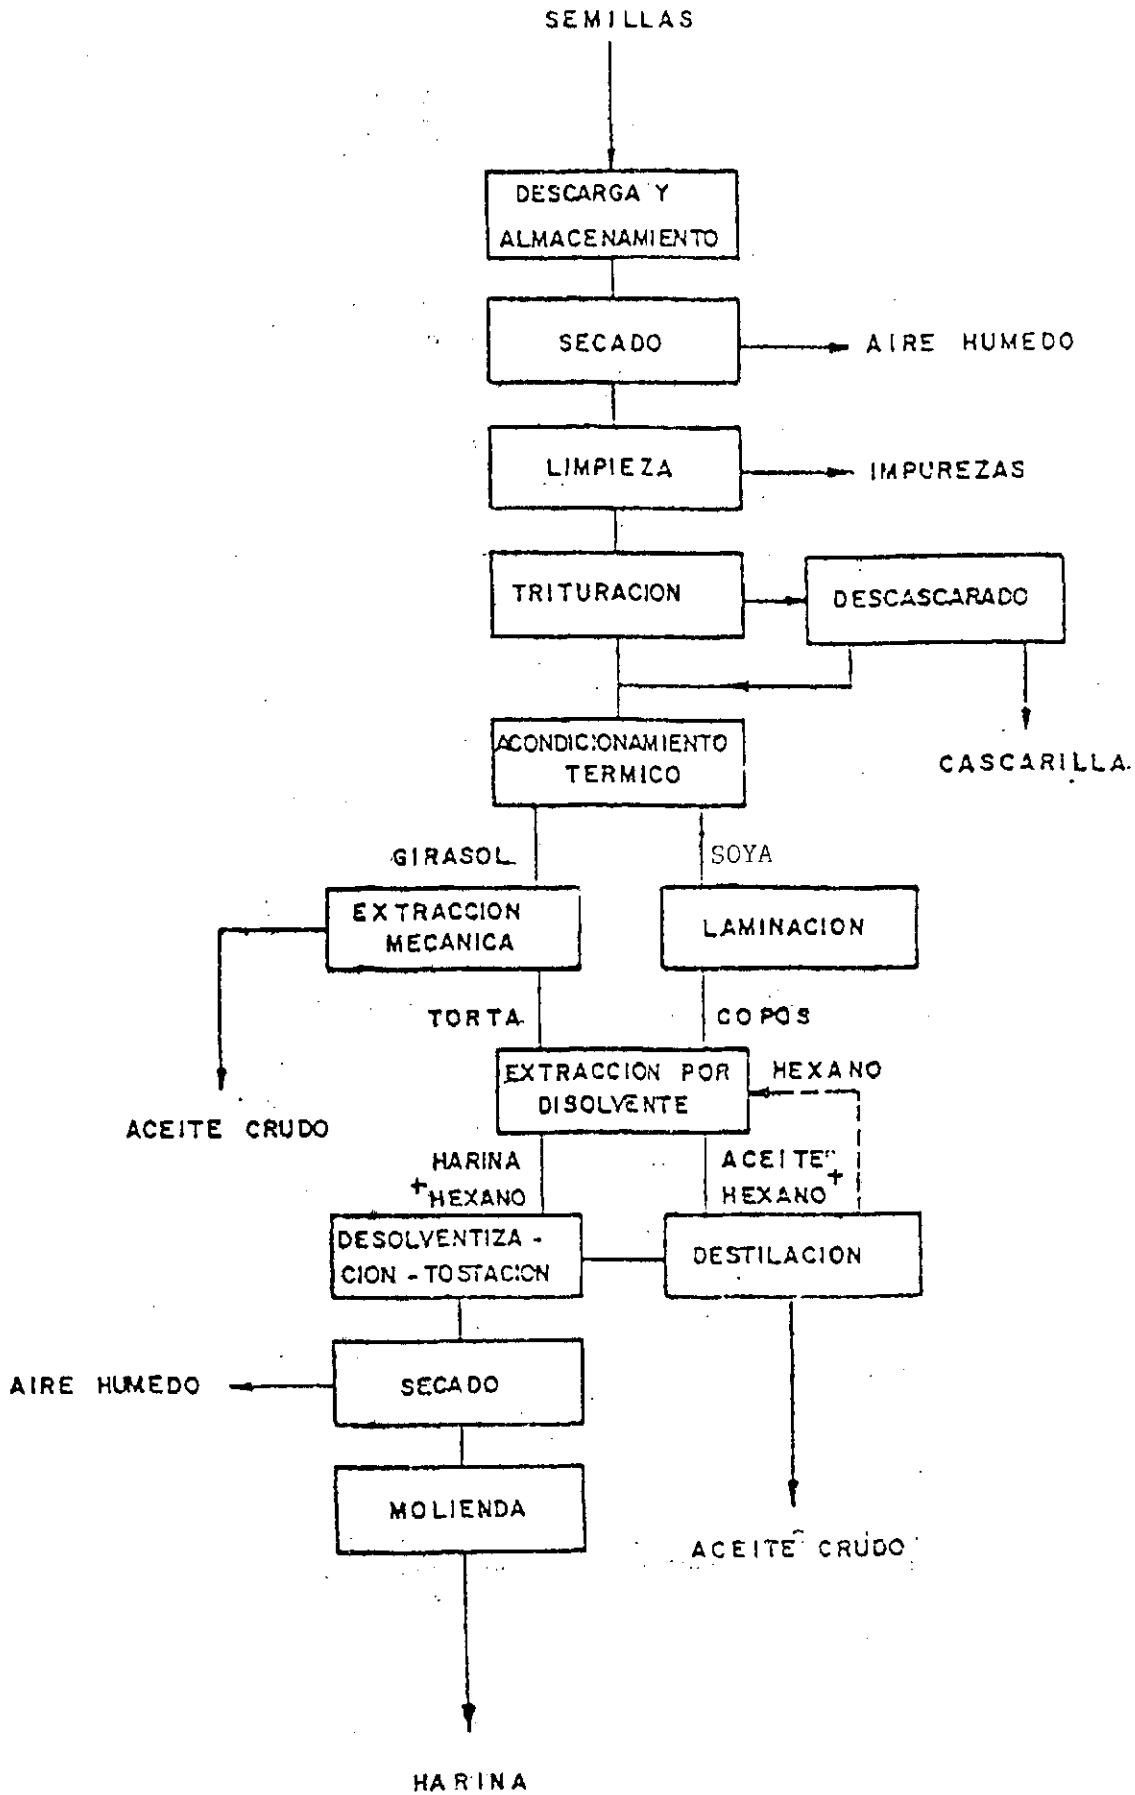 SEMILLAS
DESCARGA Y
ALMACENAMIENTO
SECADO
AIRE HUMEDO
LIMPIEZA
IMPUREZAS
TRITURACION
DESCASCARADO
ACONDICIONAMIENTO
TERMICO
CASCARILLA
GIRASOL
SOYA
EXTRACCION
MECANICA
LAMINACION
TORTA
COPOS
EXTRACCION POR
DISOLVENTE
HEXANO
ACEITE CRUDO
HARINA
+ HEXANO
ACEITE +
HEXANO
DESOLVENTIZA -
CION - TOSTACION
DESTILACION
AIRE HUMEDO
SECADO
MOLIENDA
ACEITE CRUDO
HARINA